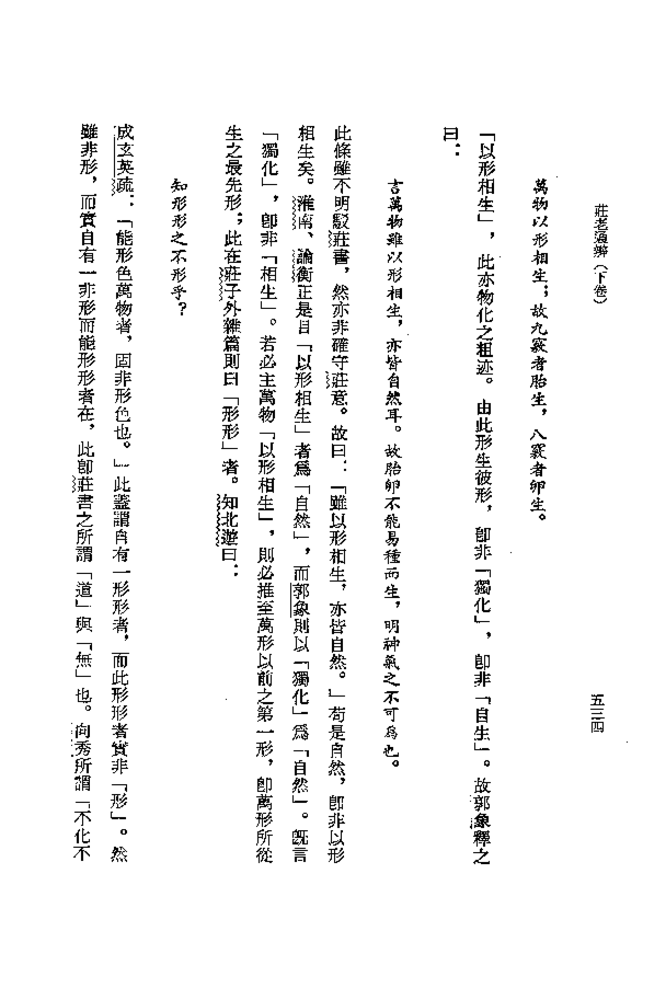 莊老通辨（下卷）
五三四
萬物以形相生；故九竅者胎生，八竅者卵生。
「以形相生」，此亦物化之粗迹。由此形生彼形，卽非「獨化」，卽非「自生」。故郭象釋之
曰：
言萬物雖以形相生，亦皆自然耳。故胎卵不能易種而生，明神氣之不可爲也。
此條雖不明駁莊書，然亦非確守莊意。故曰：「雖以形相生，亦皆自然。」苟是自然，卽非以形
相生矣。淮南、論衡正是目「以形相生」者爲「自然」，而郭象則以「獨化」爲「自然」。旣言
「獨化」，卽非「相生」。若必主萬物「以形相生」，則必推至萬形以前之第一形，卽萬形所從
生之最先形；此在莊子外雜篇則曰「形形」者。知北遊曰：
知形形之不形乎？
成玄英疏：「能形色萬物者，固非形色也。」此蓋謂自有一形形者，而此形形者實非「形」。然
雖非形，而實自有一非形而能形形者在，此卽莊書之所謂「道」與「無」也。向秀所謂「不化不